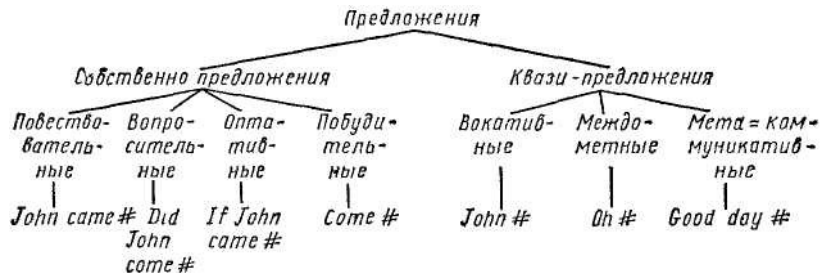 Предложения
Собственно предложения Квази-предложения
Повество- Вопро- Опта- Побуди- Вокатив- Междо- Мета=ком-
ватель- ситель- тив- тель- ные метные муникатив-
ные ные ные ные ные
John came # Did If John Come # John # Oh # Good day #
John came #
come #